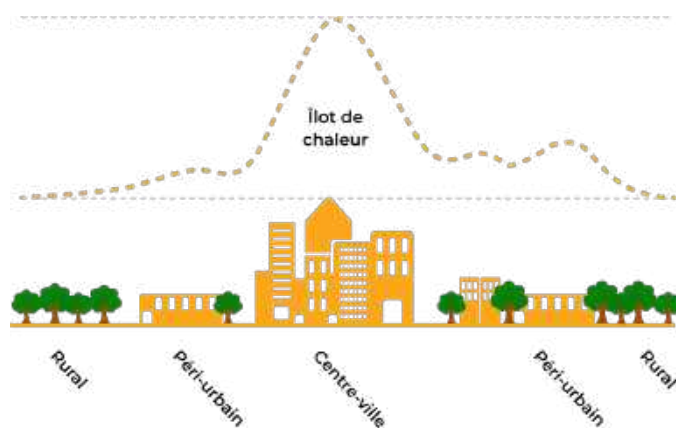 Îlot de
chaleur
Rural
Péri-urbain
Centre-ville
Péri-urbain
Rural